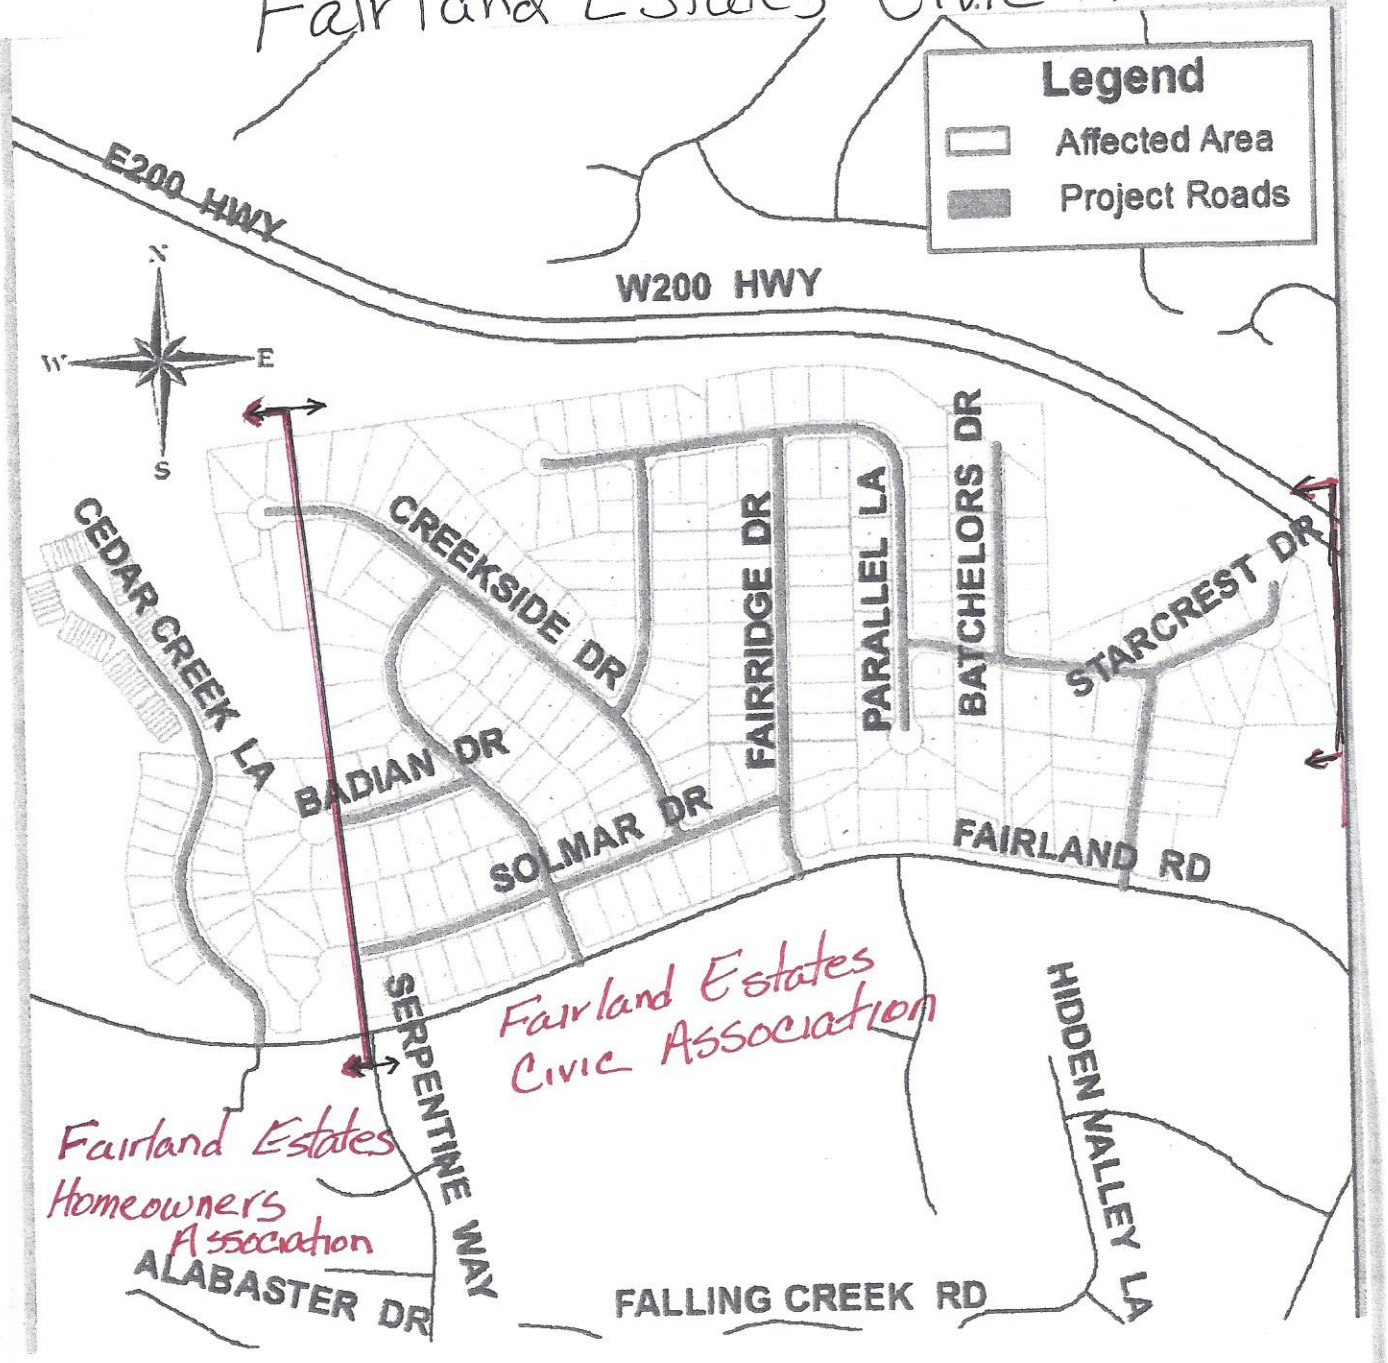 Fairland Estates Civic
Legend
Affected Area
Project Roads
E200 HWY
W200 HWY
N
W
E
S
CEDAR CREEK LA
CREEKSIDE DR
FAIRRIDGE DR
PARALLEL LA
BATCHELORS DR
STARCREST DR
BADIAN DR
SOLMAR DR
FAIRLAND RD
Fairland Estates
Civic Association
SERPENTINE WAY
HIDDEN VALLEY LA
Fairland Estates
Homeowners
Association
ALABASTER DR
FALLING CREEK RD